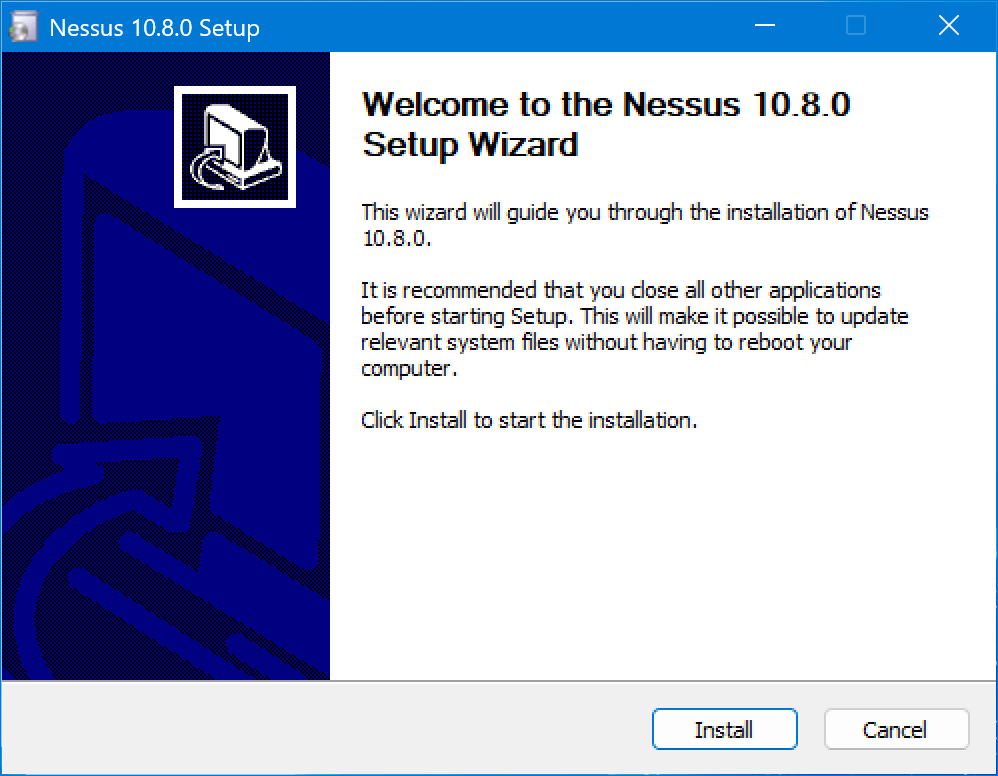 Nessus 10.8.0 Setup
Welcome to the Nessus 10.8.0
Setup Wizard
This wizard will guide you through the installation of Nessus
10.8.0.
It is recommended that you close all other applications
before starting Setup. This will make it possible to update
relevant system files without having to reboot your
computer.
Click Install to start the installation.
Install
Cancel